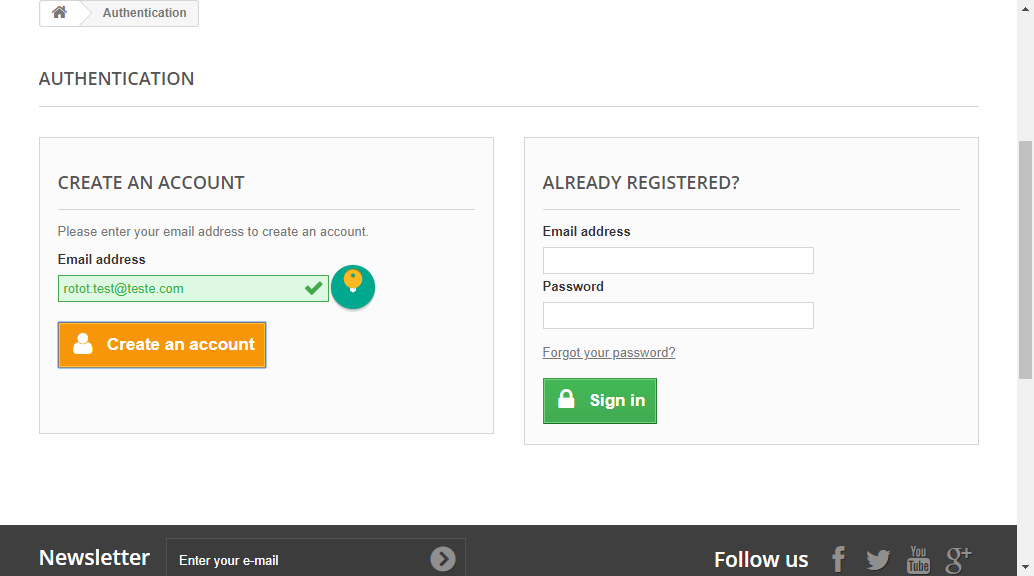 Authentication
AUTHENTICATION
CREATE AN ACCOUNT
Please enter your email address to create an account.
Email address
rotot.test@teste.com
Create an account
ALREADY REGISTERED?
Email address
Password
Forgot your password?
Sign in
Newsletter
Enter your e-mail
Follow us
You
Tube
g+